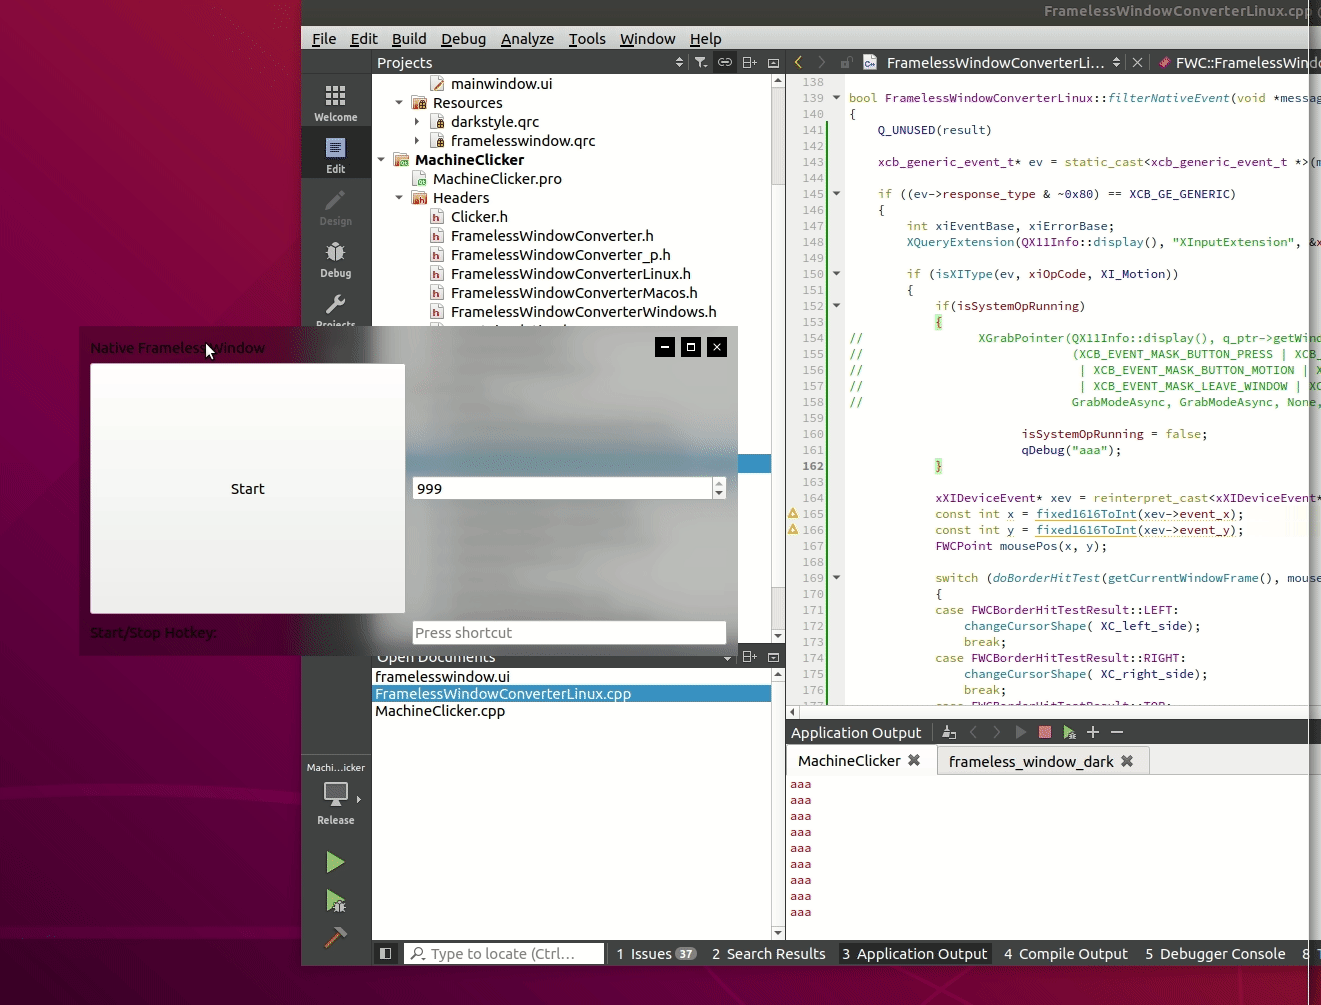 FramelessWindowConverterLinux.cpp
File Edit Build Debug Analyze Tools Window Help
Projects
FramelessWindowConverterLi...
FWC::FramelessWindo
Welcome
Edit
Design
Debug
Projects
mainwindow.ui
Resources
darkstyle.qrc
framelesswindow.qrc
MachineClicker
MachineClicker.pro
Headers
Clicker.h
FramelessWindowConverter.h
FramelessWindowConverter_p.h
FramelessWindowConverterLinux.h
FramelessWindowConverterMacos.h
FramelessWindowConverterWindows.h
Native Frameless Window
Start
999
Start/Stop Hotkey:
Press shortcut
Open Documents
framelesswindow.ui
FramelessWindowConverterLinux.cpp
MachineClicker.cpp
138
139 bool FramelessWindowConverterLinux::filterNativeEvent(void *messag
140 {
141 Q_UNUSED(result)
142
143 xcb_generic_event_t* ev = static_cast<xcb_generic_event_t *>(m
144
145 if ((ev->response_type & ~0x80) == XCB_GE_GENERIC)
146 {
147 int xiEventBase, xiErrorBase;
148 XQueryExtension(QX11Info::display(), "XInputExtension", &x
149
150 if (isXIType(ev, xiOpCode, XI_Motion))
151 {
152 if(isSystemOpRunning)
153 {
154 // XGrabPointer(QX11Info::display(), q_ptr->getWind
155 // (XCB_EVENT_MASK_BUTTON_PRESS | XCB_
156 // | XCB_EVENT_MASK_BUTTON_MOTION | X
157 // | XCB_EVENT_MASK_LEAVE_WINDOW | XC
158 // GrabModeAsync, GrabModeAsync, None,
159
160 isSystemOpRunning = false;
161 qDebug("aaa");
162 }
163
164 xXIDeviceEvent* xev = reinterpret_cast<xXIDeviceEvent*
165 const int x = fixed1616ToInt(xev->event_x);
166 const int y = fixed1616ToInt(xev->event_y);
167 FWCPoint mousePos(x, y);
168
169 switch (doBorderHitTest(getCurrentWindowFrame(), mouse
170 {
171 case FWCBorderHitTestResult::LEFT:
172 changeCursorShape( XC_left_side);
173 break;
174 case FWCBorderHitTestResult::RIGHT:
175 changeCursorShape( XC_right_side);
176 break;
177 case FWCBorderHitTestResult::TOP:
Application Output
MachineClicker
frameless_window_dark
aaa
aaa
aaa
aaa
aaa
aaa
aaa
aaa
aaa
Machi...icker
Release
Type to locate (Ctrl...
1 Issues 37
2 Search Results
3 Application Output
4 Compile Output
5 Debugger Console
8